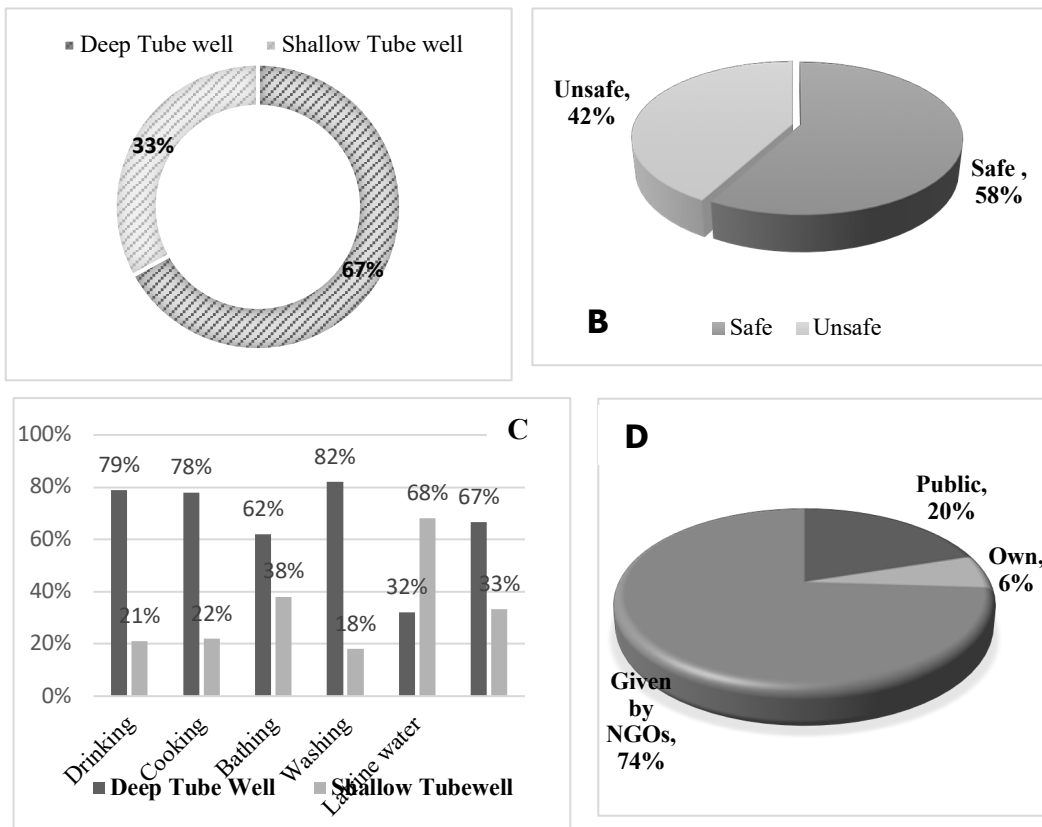 Deep Tube well Shallow Tube well
33%
67%
Unsafe,
42%
Safe ,
58%
B
Safe Unsafe
C
100%
80%
60%
40%
20%
0%
79% 78% 62% 82% 32% 67%
21% 22% 38% 18% 68% 33%
Drinking Cooking Bathing Washing Latrine water
Deep Tube Well Shallow Tubewell
D
Public,
20%
Own,
6%
Given
by
NGOs,
74%